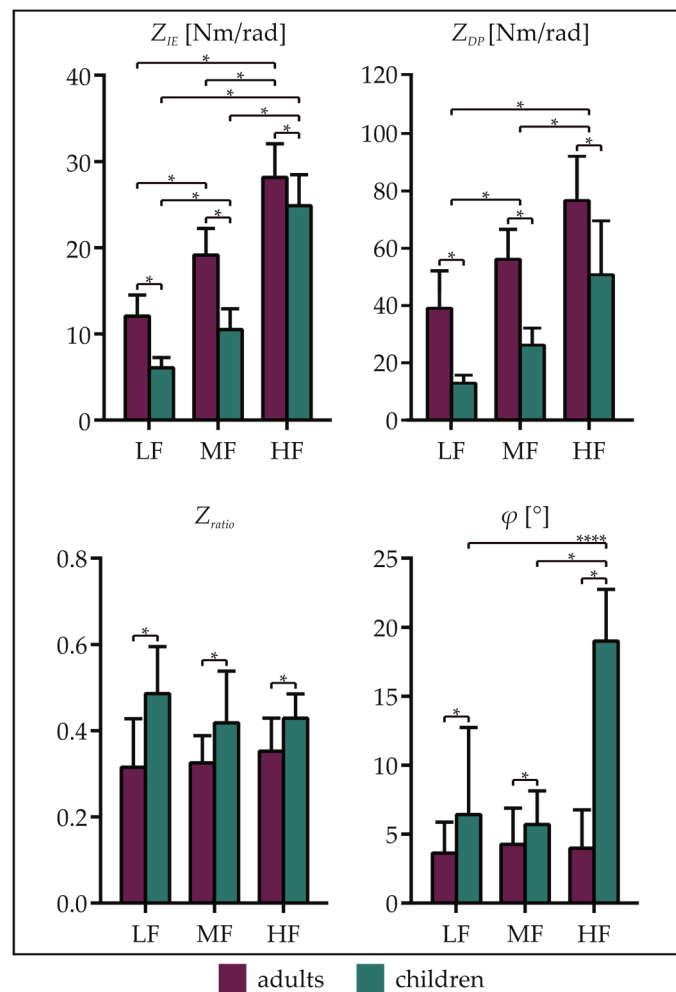 Z_IE [Nm/rad]
40
30
20
10
0
* * * * * * * * *
LF MF HF
Z_DP [Nm/rad]
120
100
80
60
40
20
0
* * * * * *
LF MF HF
Z_ratio
0.8
0.6
0.4
0.2
0.0
* * *
LF MF HF
φ [°]
25
20
15
10
5
0
**** * * * *
LF MF HF
adults children